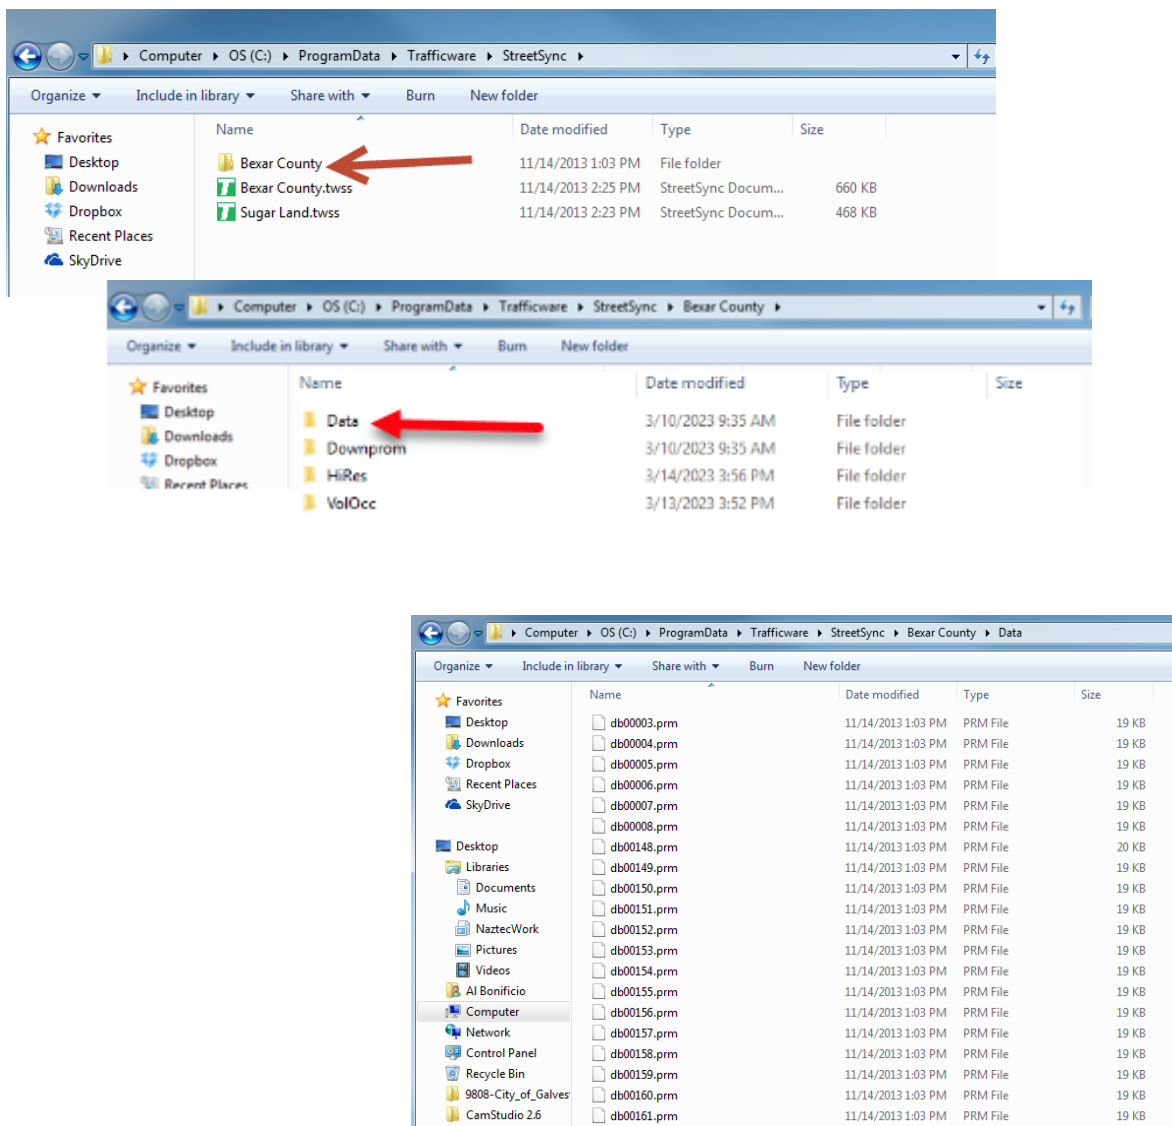 Computer OS (C:) ProgramData Trafficware StreetSync
Organize Include in library Share with Burn New folder
Favorites Name Date modified Type Size
Desktop Bexar County 11/14/2013 1:03 PM File folder
Downloads Bexar County.twss 11/14/2013 2:25 PM StreetSync Docum... 660 KB
Dropbox Sugar Land.twss 11/14/2013 2:23 PM StreetSync Docum... 468 KB
Recent Places
SkyDrive
Computer OS (C:) ProgramData Trafficware StreetSync Bexar County
Organize Include in library Share with Burn New folder
Favorites Name Date modified Type Size
Desktop Data 3/10/2023 9:35 AM File folder
Downloads Downprom 3/10/2023 9:35 AM File folder
Dropbox HiRes 3/14/2023 3:56 PM File folder
Recent Places VolOcc 3/13/2023 3:52 PM File folder
Computer OS (C:) ProgramData Trafficware StreetSync Bexar County Data
Organize Include in library Share with Burn New folder
Favorites Name Date modified Type Size
Desktop db00003.prm 11/14/2013 1:03 PM PRM File 19 KB
Downloads db00004.prm 11/14/2013 1:03 PM PRM File 19 KB
Dropbox db00005.prm 11/14/2013 1:03 PM PRM File 19 KB
Recent Places db00006.prm 11/14/2013 1:03 PM PRM File 19 KB
SkyDrive db00007.prm 11/14/2013 1:03 PM PRM File 19 KB
db00008.prm 11/14/2013 1:03 PM PRM File 19 KB
Desktop db00148.prm 11/14/2013 1:03 PM PRM File 20 KB
Libraries db00149.prm 11/14/2013 1:03 PM PRM File 19 KB
Documents db00150.prm 11/14/2013 1:03 PM PRM File 19 KB
Music db00151.prm 11/14/2013 1:03 PM PRM File 19 KB
NaztecWork db00152.prm 11/14/2013 1:03 PM PRM File 19 KB
Pictures db00153.prm 11/14/2013 1:03 PM PRM File 19 KB
Videos db00154.prm 11/14/2013 1:03 PM PRM File 19 KB
Al Bonificio db00155.prm 11/14/2013 1:03 PM PRM File 19 KB
Computer db00156.prm 11/14/2013 1:03 PM PRM File 19 KB
Network db00157.prm 11/14/2013 1:03 PM PRM File 19 KB
Control Panel db00158.prm 11/14/2013 1:03 PM PRM File 19 KB
Recycle Bin db00159.prm 11/14/2013 1:03 PM PRM File 19 KB
9808-City_of_Galves db00160.prm 11/14/2013 1:03 PM PRM File 19 KB
CamStudio 2.6 db00161.prm 11/14/2013 1:03 PM PRM File 19 KB